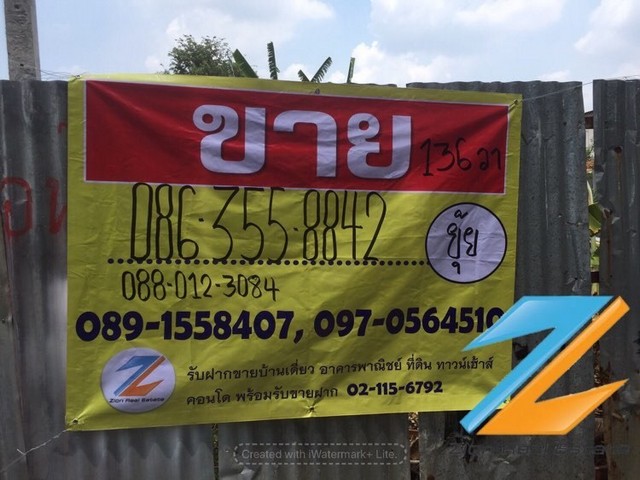 ขาย 136 วา
086-355-8842
ปุ้ย
088-012-3084
089-1558407, 097-0564510
รับฝากขายบ้านเดี่ยว อาคารพาณิชย์ ที่ดิน ทาวน์เฮ้าส์
คอนโด พร้อมรับขายฝาก 02-115-6792
Zion Real Estate
Created with iWatermark+ Lite.